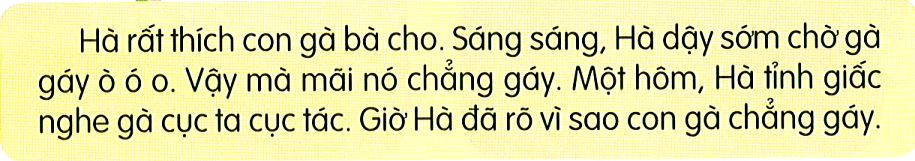 Hà rất thích con gà bà cho. Sáng sáng, Hà dậy sớm chờ gà
gáy ò ó o. Vậy mà mãi nó chẳng gáy. Một hôm, Hà tỉnh giấc
nghe gà cục ta cục tác. Giờ Hà đã rõ vì sao con gà chẳng gáy.